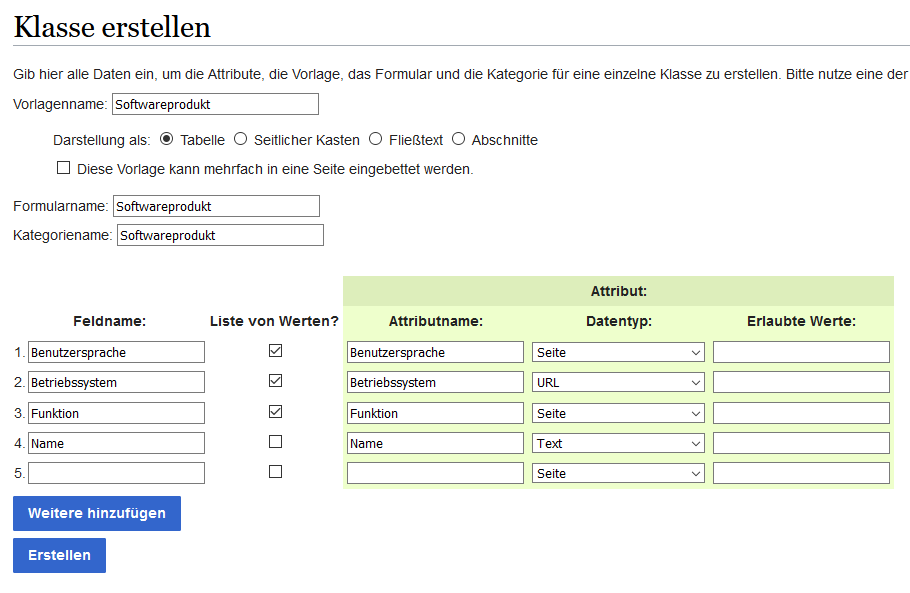 Klasse erstellen
Gib hier alle Daten ein, um die Attribute, die Vorlage, das Formular und die Kategorie für eine einzelne Klasse zu erstellen. Bitte nutze eine der
Vorlagenname: Softwareprodukt
Darstellung als: Tabelle Seitlicher Kasten Fließtext Abschnitte
Diese Vorlage kann mehrfach in eine Seite eingebettet werden.
Formularname: Softwareprodukt
Kategoriename: Softwareprodukt
Attribut:
Feldname: Liste von Werten? Attributname: Datentyp: Erlaubte Werte:
1. Benutzersprache Benutzersprache Seite
2. Betriebssystem Betriebssystem URL
3. Funktion Funktion Seite
4. Name Name Text
5. Seite
Weitere hinzufügen
Erstellen